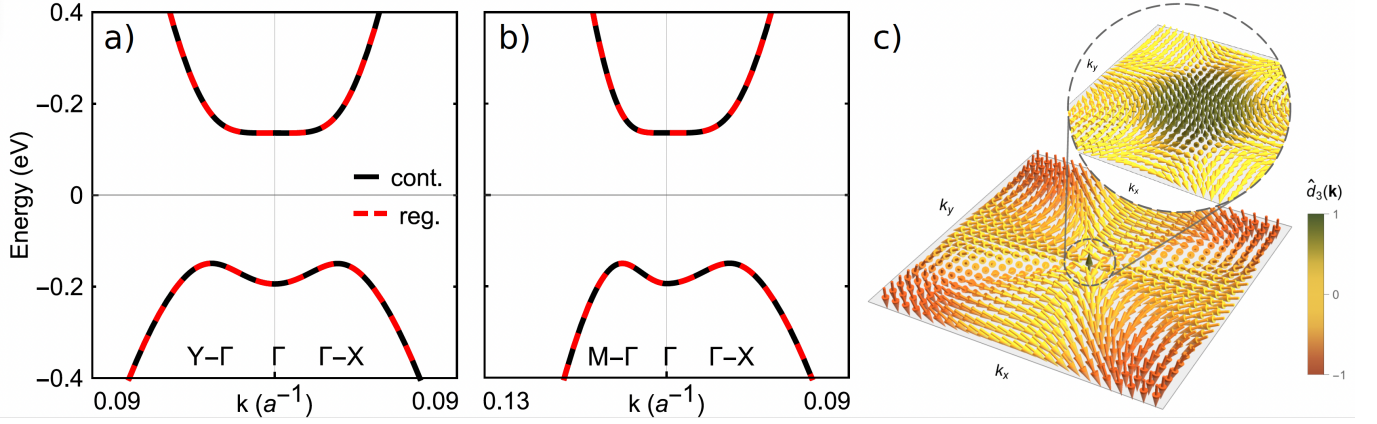 a)
0.4
−0.2
0
−0.2
−0.4
Energy (eV)
cont.
reg.
Y−Γ Γ Γ−X
0.09 k (a⁻¹) 0.09
b)
M−Γ Γ Γ−X
0.13 k (a⁻¹) 0.09
c)
k_y
k_x
k_y
k_x
d̂₃(k)
1
0
−1